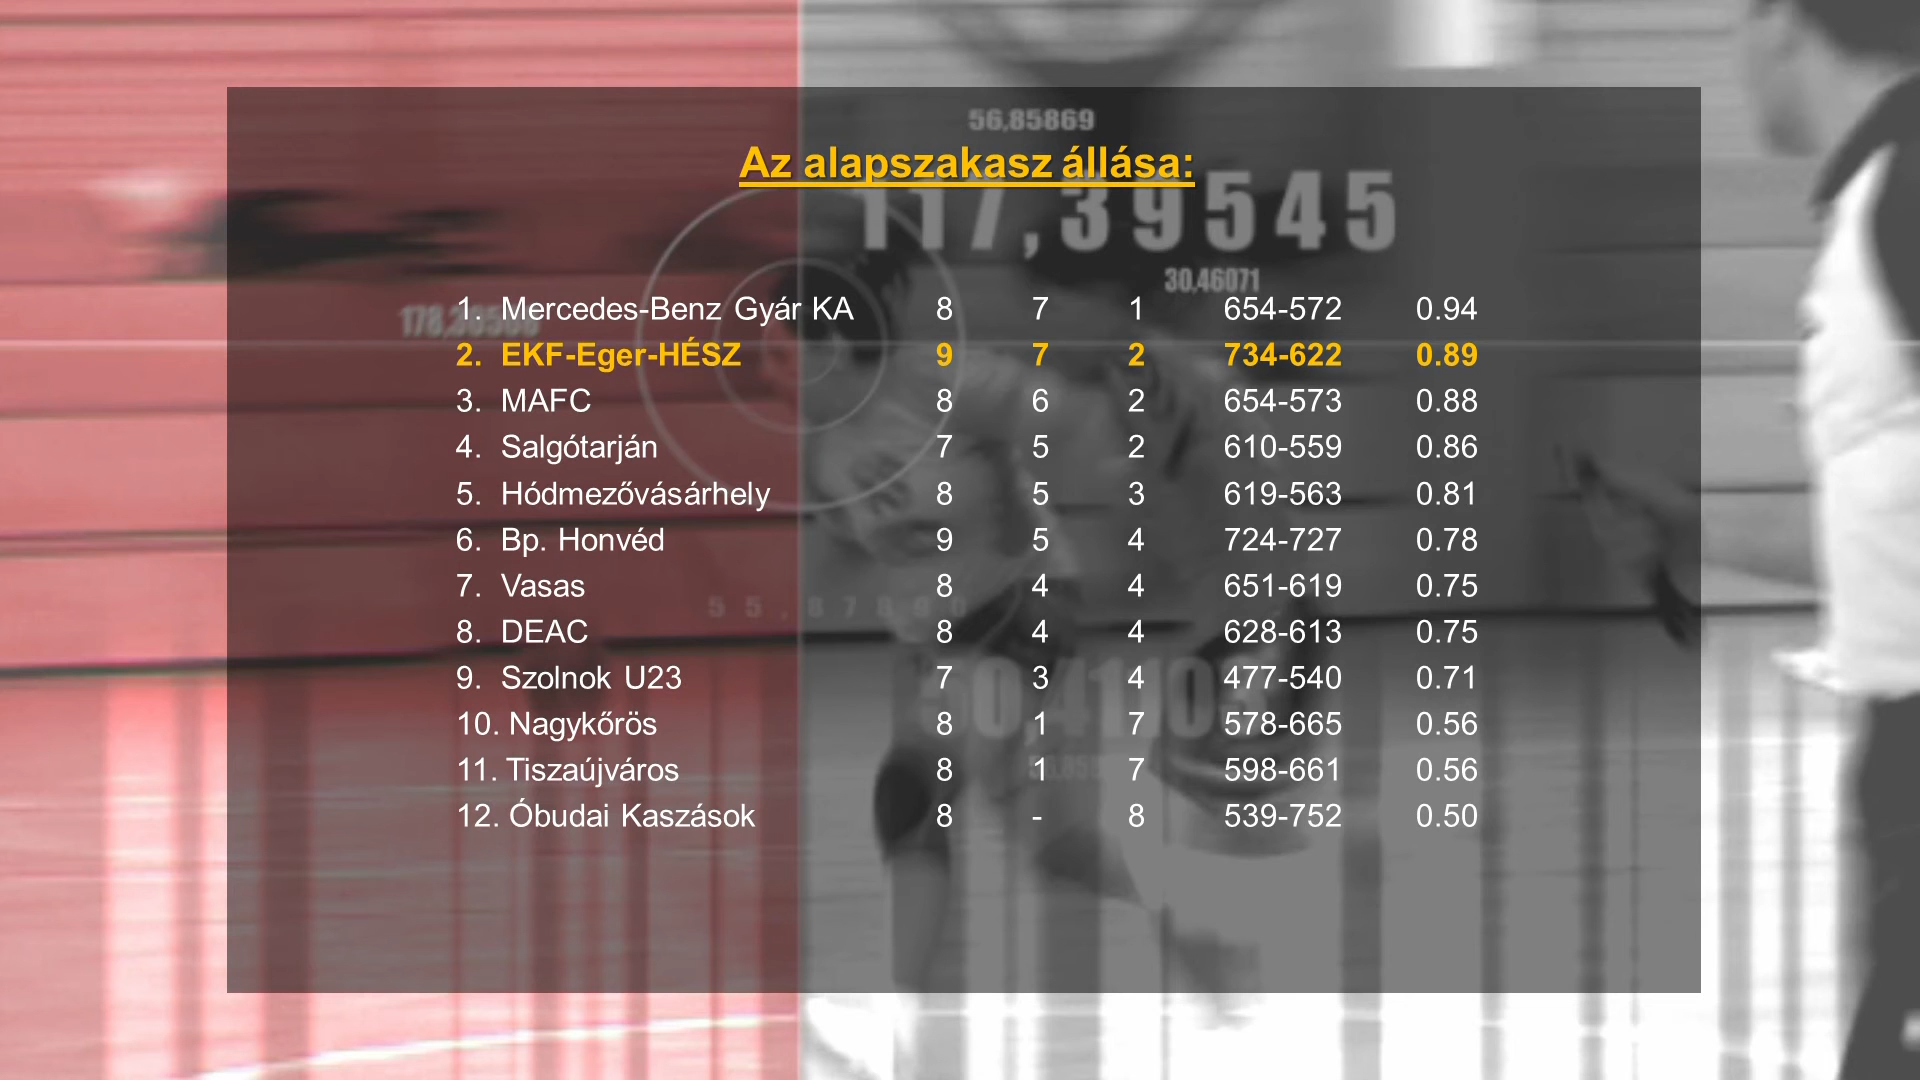 56,85869
Az alapszakasz állása:
117,39545
30,46071
1. Mercedes-Benz Gyár KA 8 7 1 654-572 0.94
2. EKF-Eger-HÉSZ 9 7 2 734-622 0.89
3. MAFC 8 6 2 654-573 0.88
4. Salgótarján 7 5 2 610-559 0.86
5. Hódmezővásárhely 8 5 3 619-563 0.81
6. Bp. Honvéd 9 5 4 724-727 0.78
7. Vasas 8 4 4 651-619 0.75
8. DEAC 8 4 4 628-613 0.75
9. Szolnok U23 7 3 4 477-540 0.71
10. Nagykőrös 8 1 7 578-665 0.56
11. Tiszaújváros 8 1 7 598-661 0.56
12. Óbudai Kaszások 8 - 8 539-752 0.50